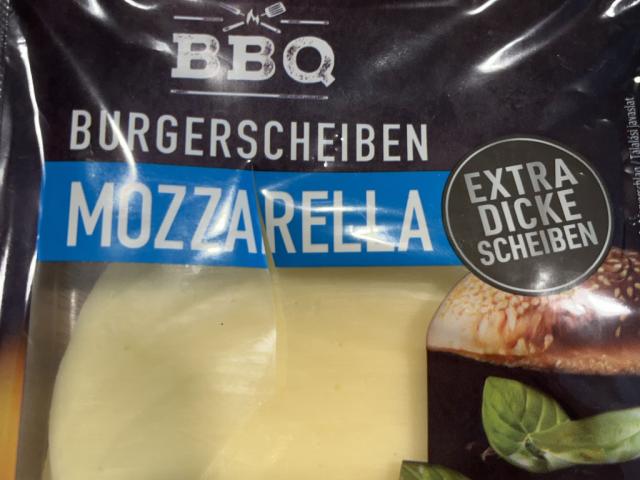 BBQ
BURGERSCHEIBEN
MOZZARELLA
EXTRA
DICKE
SCHEIBEN